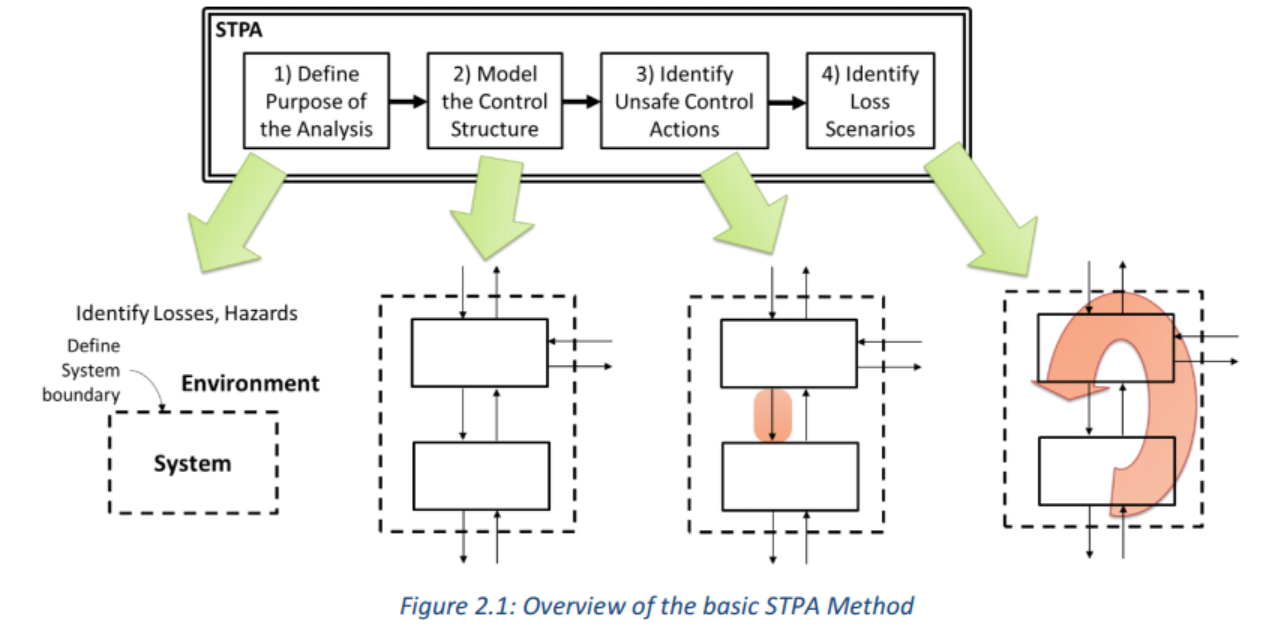 STPA
1) Define
Purpose of
the Analysis
2) Model
the Control
Structure
3) Identify
Unsafe Control
Actions
4) Identify
Loss
Scenarios
Identify Losses, Hazards
Define
System
boundary
Environment
System
Figure 2.1: Overview of the basic STPA Method